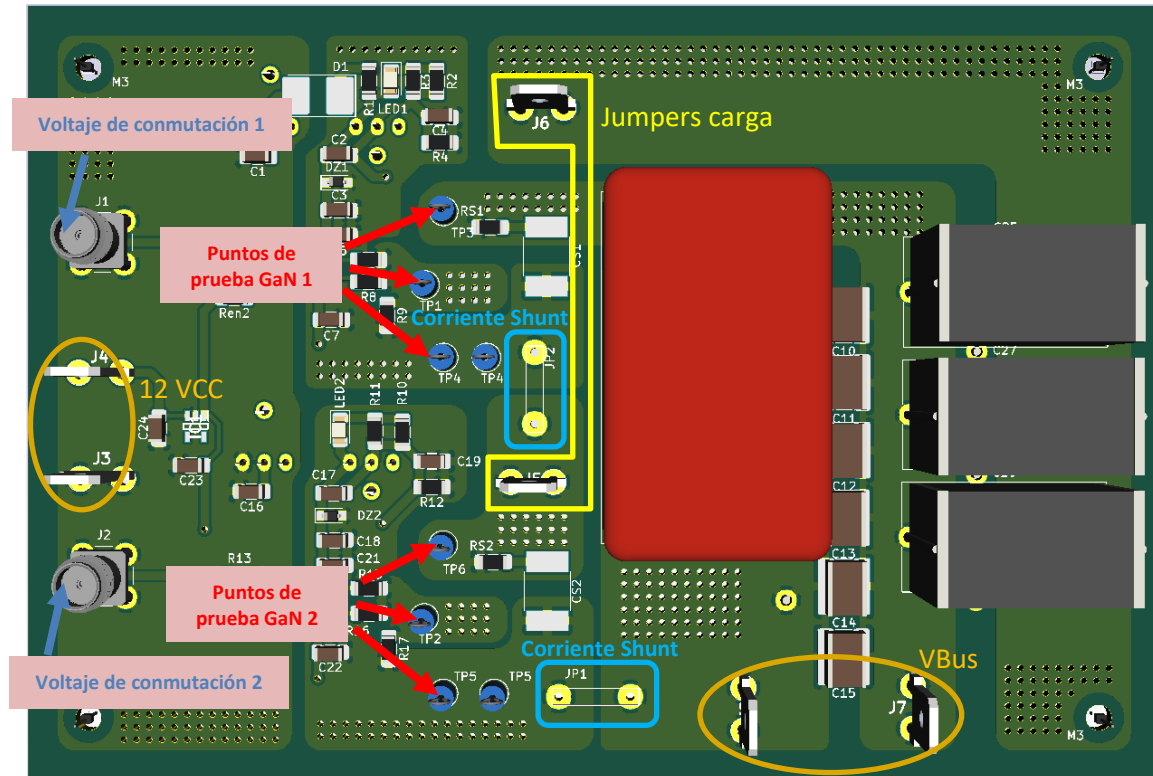 M3
D1
R1
LED1
R3
R2
M3
J6
Jumpers carga
Voltaje de conmutación 1
C2
C4
R4
C1
DZ1
C3
J1
RS1
TP3
CS1
Puntos de
prueba GaN 1
R8
TP1
R9
Ren2
C7
Corriente Shunt
JP2
C10
C27
TP4
TP4
J4
12 VCC
LED2
R11
R10
C24
C11
J3
C23
C19
C17
C12
C16
R12
DZ2
C18
J2
R13
C21
TP6
RS2
C13
CS2
Puntos de
prueba GaN 2
TP2
R17
C14
C22
Corriente Shunt
VBus
Voltaje de conmutación 2
TP5
TP5
JP1
C15
J7
M3